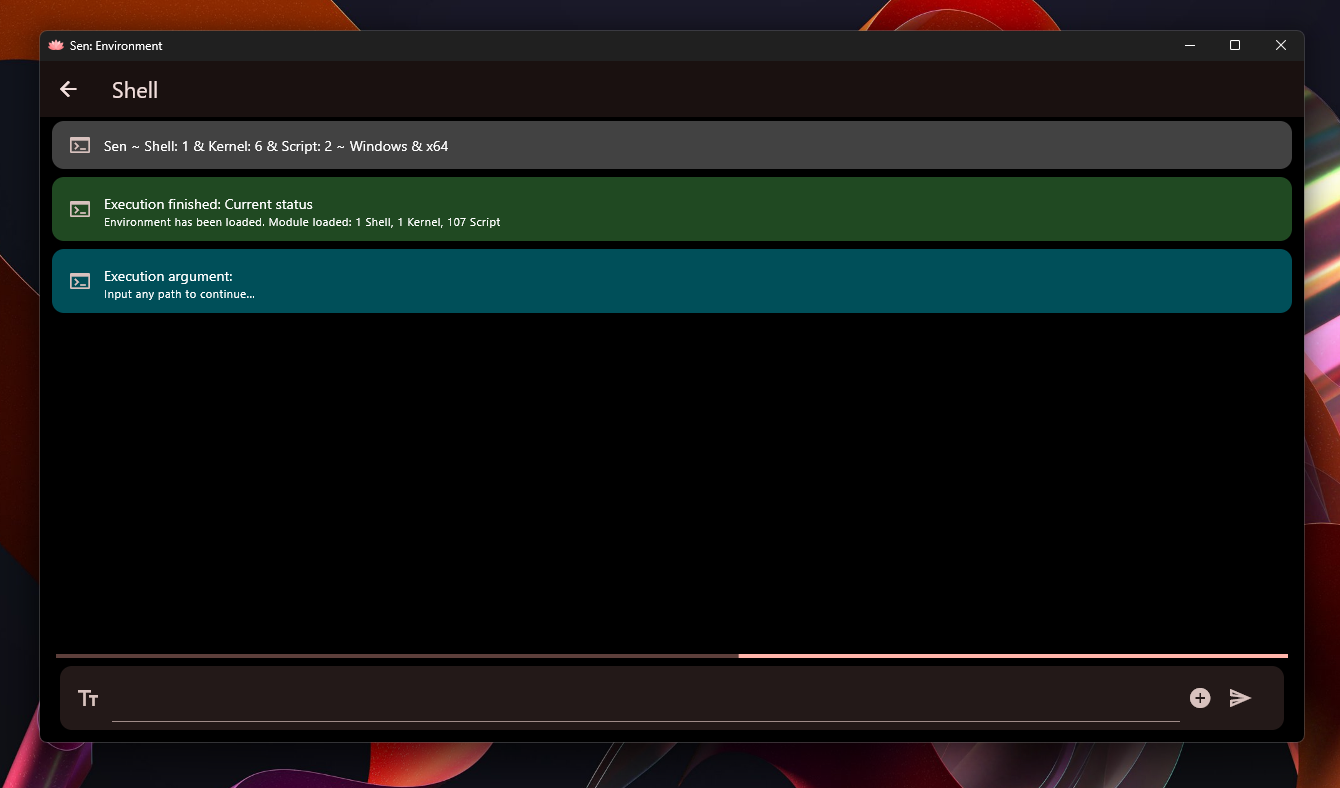 Sen: Environment
Shell
Sen ~ Shell: 1 & Kernel: 6 & Script: 2 ~ Windows & x64
Execution finished: Current status
Environment has been loaded. Module loaded: 1 Shell, 1 Kernel, 107 Script
Execution argument:
Input any path to continue...